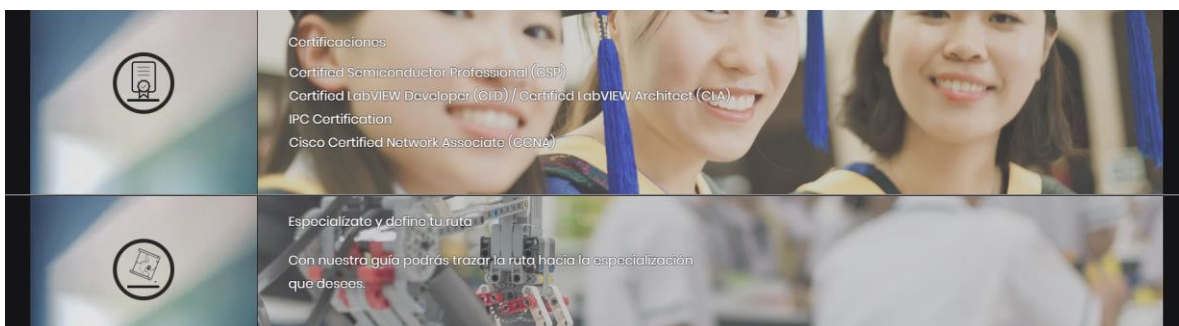 Certificaciones
Certified Semiconductor Professional (CSP)
Certified LabVIEW Developer (CLD) / Certified LabVIEW Architect (CLA)
IPC Certification
Cisco Certified Network Associate (CCNA)
Especialízate y define tu ruta
Con nuestra guía podrás trazar la ruta hacia la especialización
que desees.